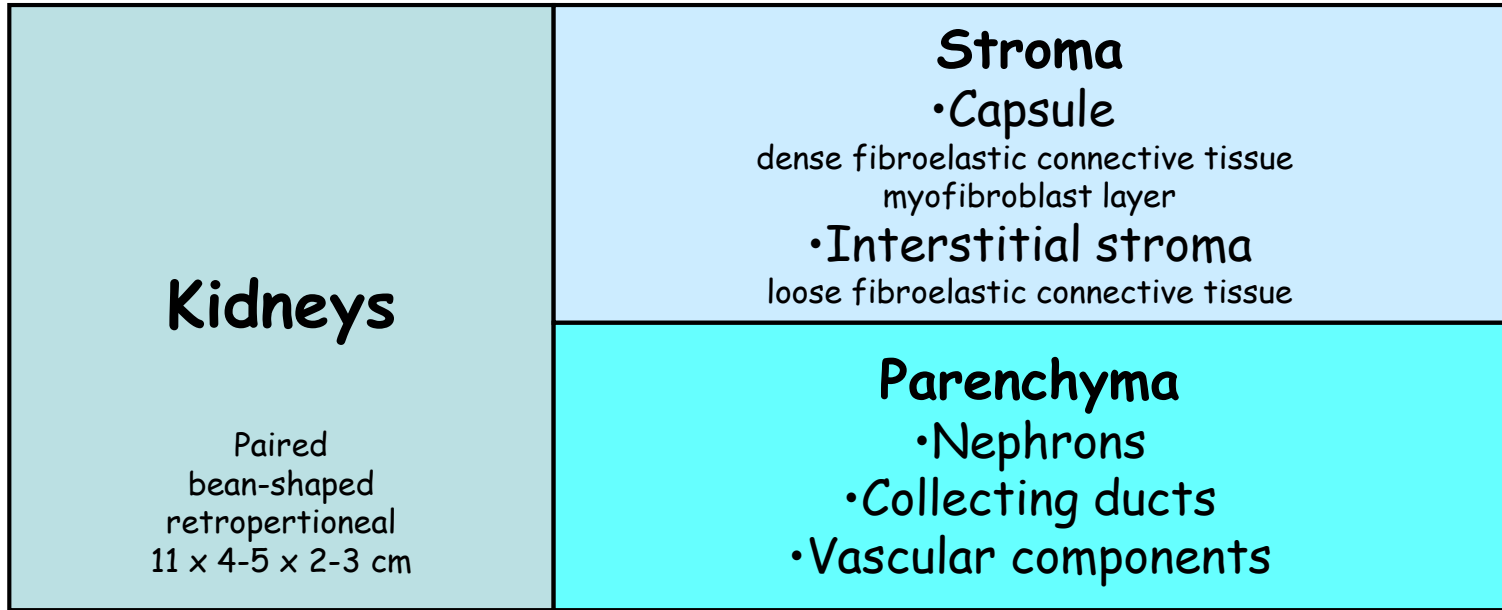 Kidneys
Paired
bean-shaped
retropertioneal
11 x 4-5 x 2-3 cm
Stroma
•Capsule
dense fibroelastic connective tissue
myofibroblast layer
•Interstitial stroma
loose fibroelastic connective tissue
Parenchyma
•Nephrons
•Collecting ducts
•Vascular components